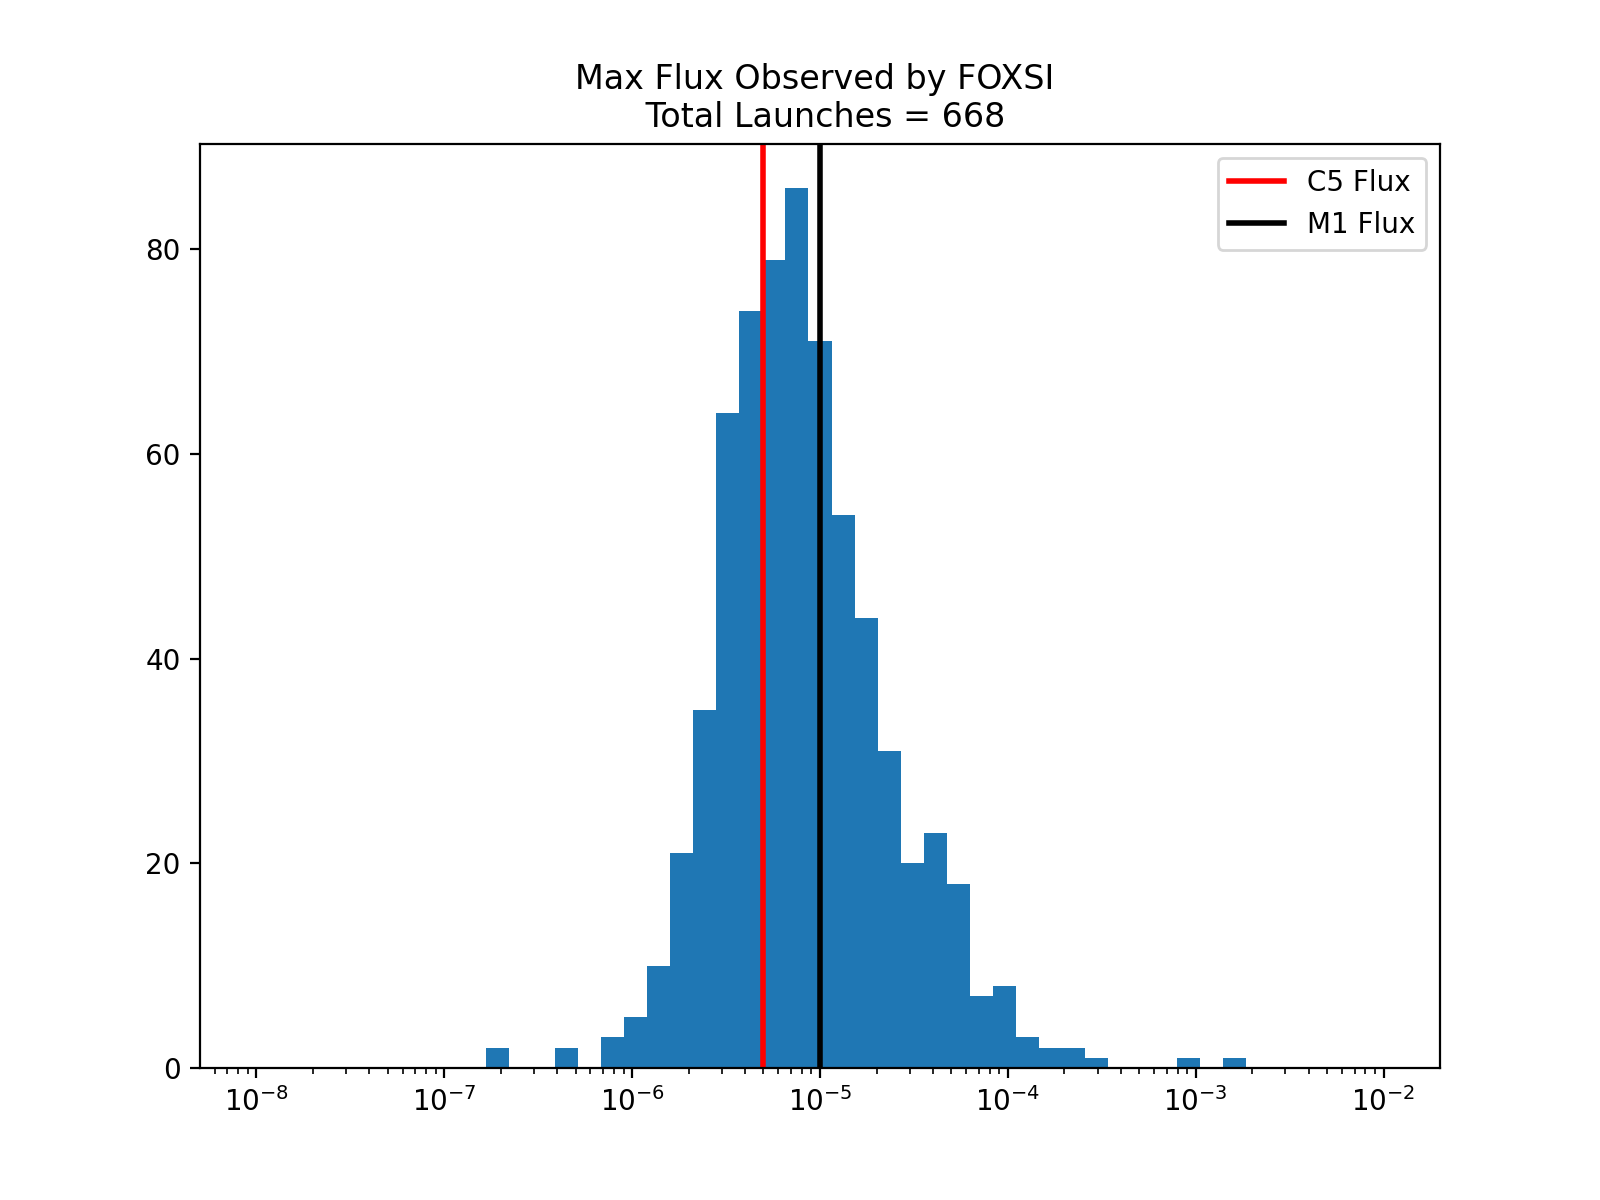 Max Flux Observed by FOXSI
Total Launches = 668
C5 Flux
M1 Flux
80
60
40
20
0
10⁻⁸ 10⁻⁷ 10⁻⁶ 10⁻⁵ 10⁻⁴ 10⁻³ 10⁻²